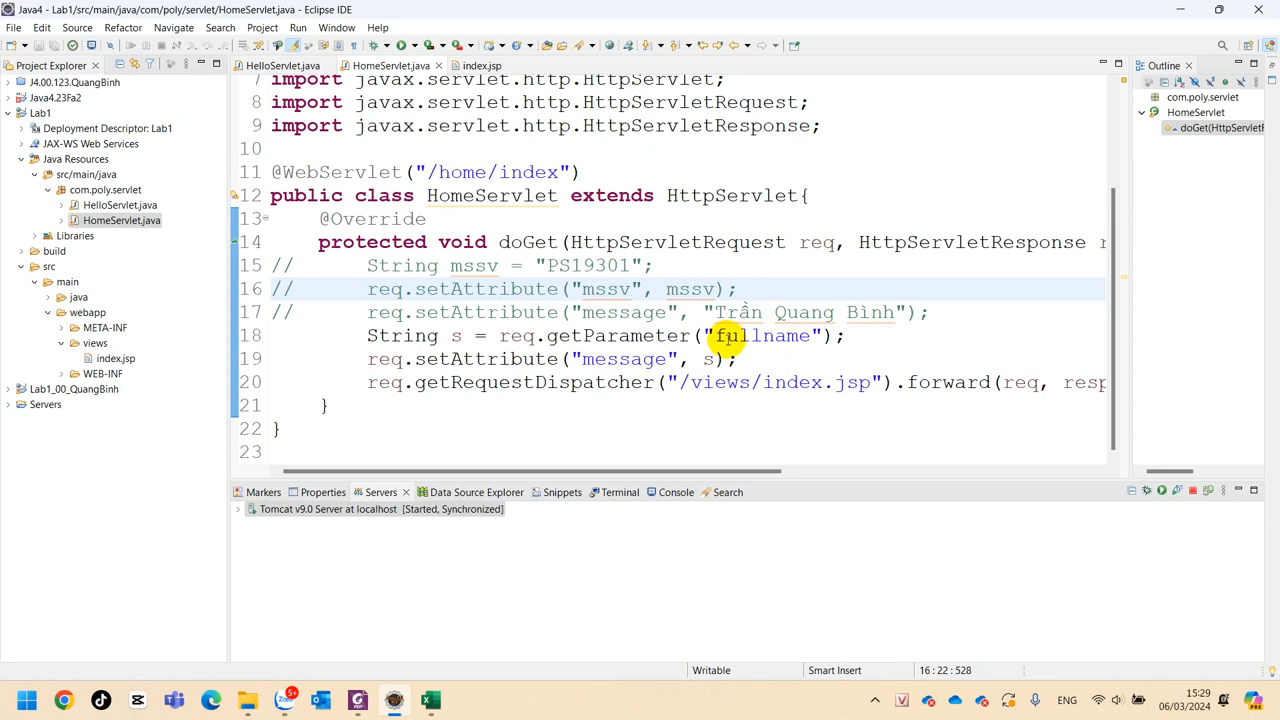 Java4 - Lab1/src/main/java/com/poly/servlet/HomeServlet.java - Eclipse IDE
File Edit Source Refactor Navigate Search Project Run Window Help
Project Explorer
HelloServlet.java HomeServlet.java index.jsp
Outline
J4.00.123.QuangBinh
Java4.23Fa2
Lab1
Deployment Descriptor: Lab1
JAX-WS Web Services
Java Resources
src/main/java
com.poly.servlet
HelloServlet.java
HomeServlet.java
Libraries
build
src
main
java
webapp
META-INF
views
index.jsp
WEB-INF
Lab1_00_QuangBinh
Servers
7 import javax.servlet.http.HttpServlet;
8 import javax.servlet.http.HttpServletRequest;
9 import javax.servlet.http.HttpServletResponse;
10
11 @WebServlet("/home/index")
12 public class HomeServlet extends HttpServlet{
13 @Override
14 protected void doGet(HttpServletRequest req, HttpServletResponse r
15 // String mssv = "PS19301";
16 // req.setAttribute("mssv", mssv);
17 // req.setAttribute("message", "Trần Quang Bình");
18 String s = req.getParameter("fullname");
19 req.setAttribute("message", s);
20 req.getRequestDispatcher("/views/index.jsp").forward(req, resp
21 }
22 }
23
com.poly.servlet
HomeServlet
doGet(HttpServletF
Markers Properties Servers Data Source Explorer Snippets Terminal Console Search
Tomcat v9.0 Server at localhost [Started, Synchronized]
Writable Smart Insert 16 : 22 : 528
5+
ENG
15:29
06/03/2024